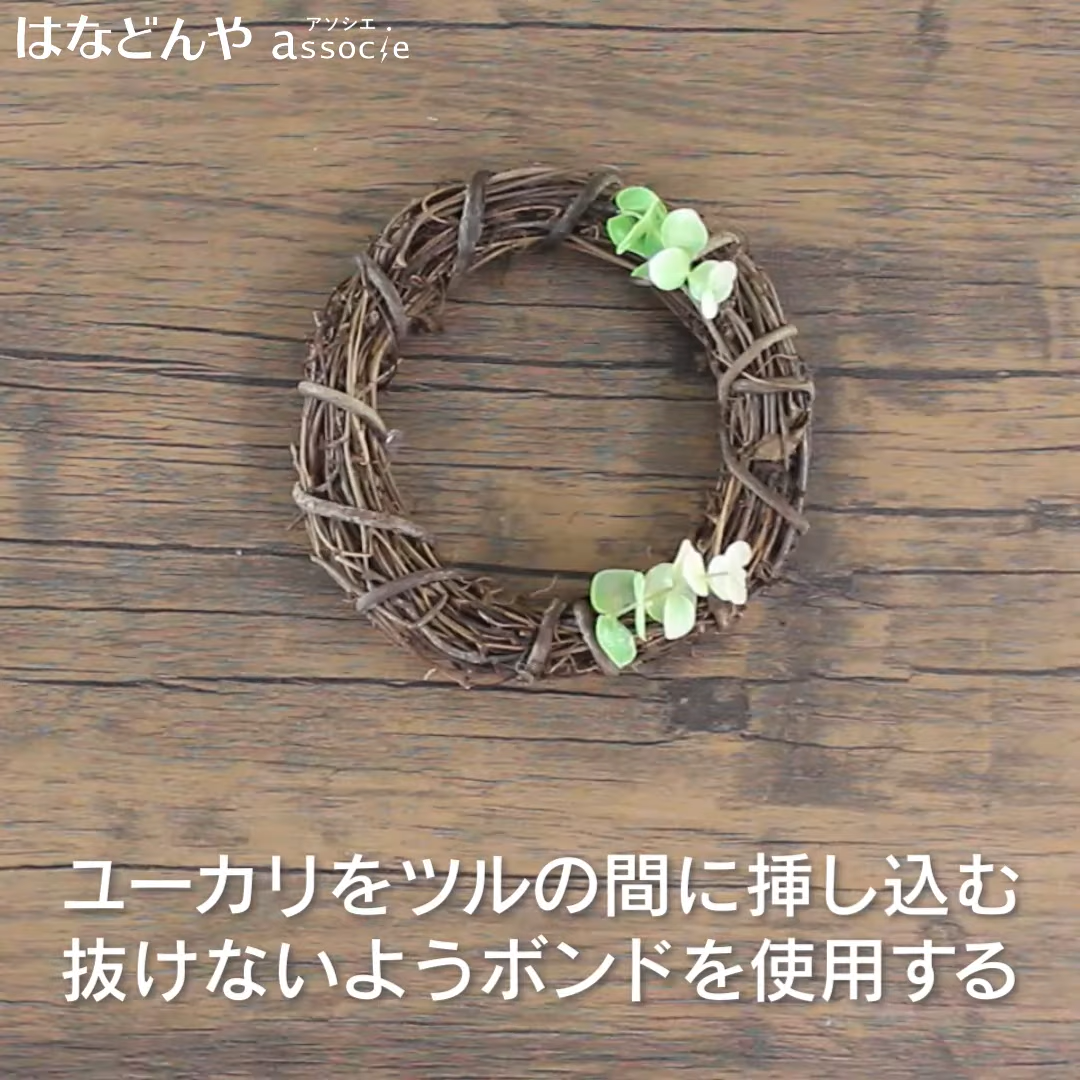 はなどんや アソシエ associe
ユーカリをツルの間に挿し込む
抜けないようボンドを使用する